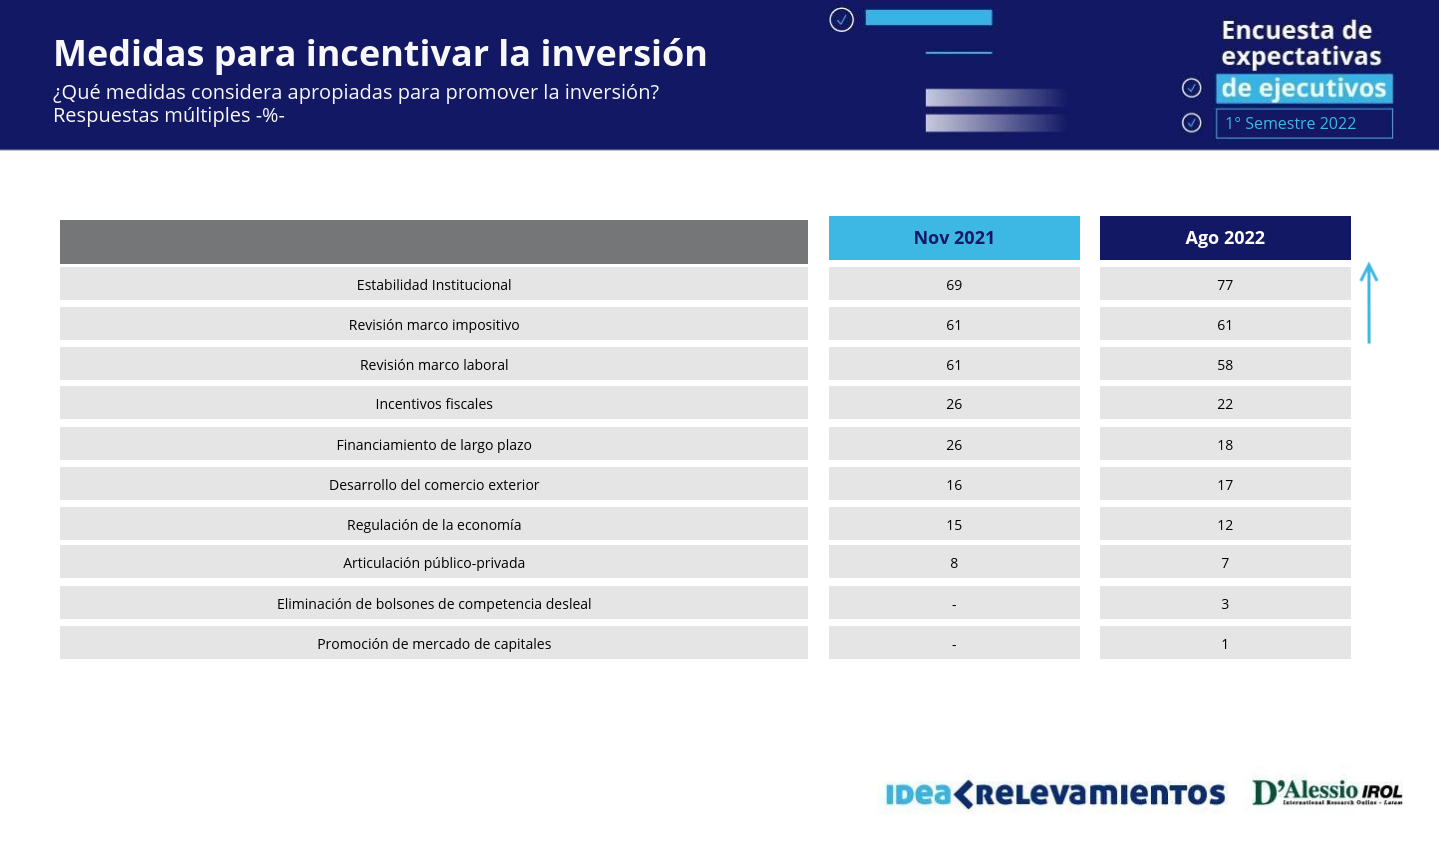 Medidas para incentivar la inversión
¿Qué medidas considera apropiadas para promover la inversión?
Respuestas múltiples -%-
Encuesta de
expectativas
de ejecutivos
1° Semestre 2022
Nov 2021 Ago 2022
Estabilidad Institucional 69 77
Revisión marco impositivo 61 61
Revisión marco laboral 61 58
Incentivos fiscales 26 22
Financiamiento de largo plazo 26 18
Desarrollo del comercio exterior 16 17
Regulación de la economía 15 12
Articulación público-privada 8 7
Eliminación de bolsones de competencia desleal - 3
Promoción de mercado de capitales - 1
IDea RELEVAMIENTOS D'Alessio IROL
International Research Online - Latam